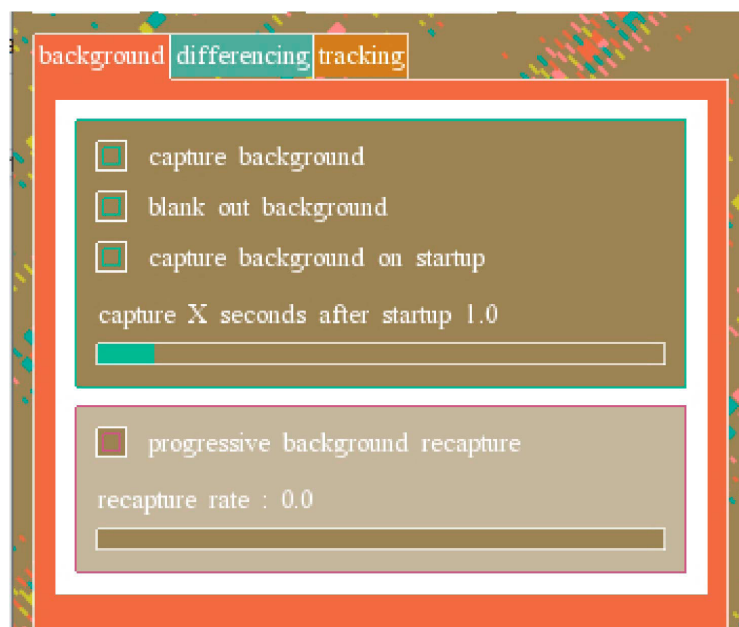 background differencing tracking
capture background
blank out background
capture background on startup
capture X seconds after startup 1.0
progressive background recapture
recapture rate : 0.0